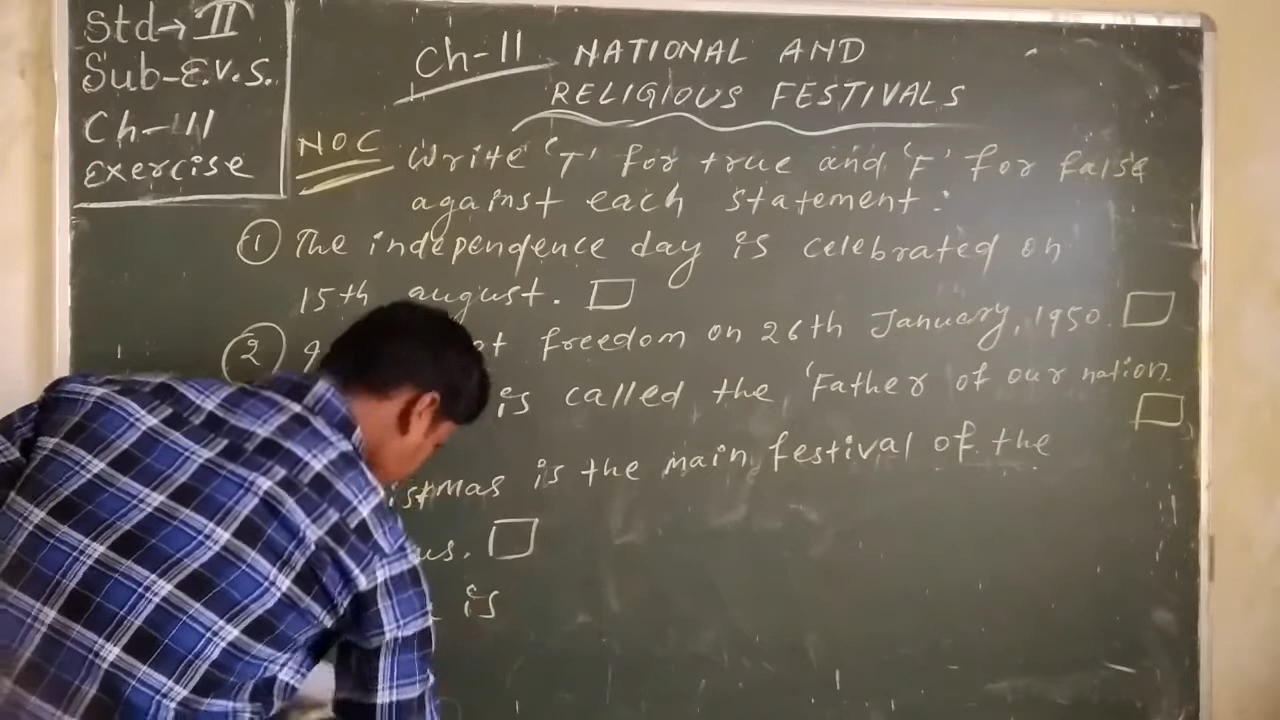 Std→II
Sub-E.V.S.
Ch-11
Exercise
Ch-11 NATIONAL AND
RELIGIOUS FESTIVALS
NOC Write 'T' for true and 'F' for false
against each statement:
① The independence day is celebrated on
15th august.
② freedom on 26th January, 1950.
is called the 'Father of our nation.
is the main festival of the
is